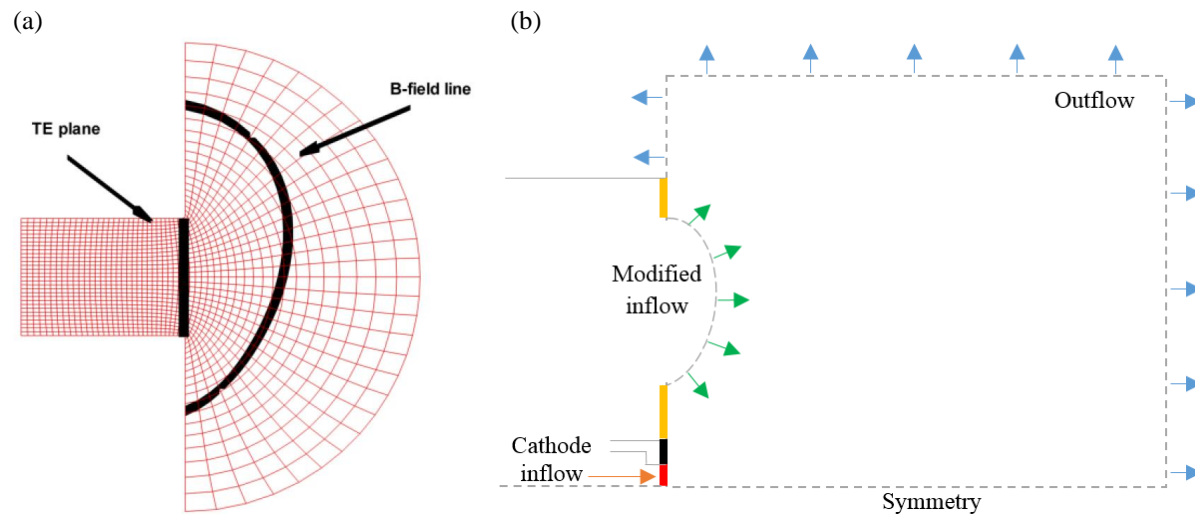 (a)
TE plane
B-field line
(b)
Outflow
Modified
inflow
Cathode
inflow
Symmetry